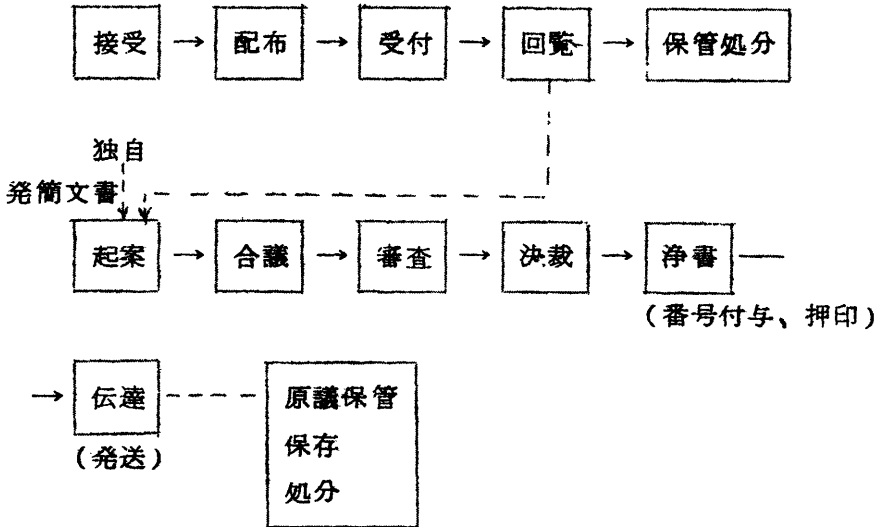 接受 → 配布 → 受付 → 回覧 → 保管処分
独自
発簡文書
起案 → 合議 → 審査 → 決裁 → 浄書
(番号付与、押印)
→ 伝達 原議保管
保存
(発送)
処分